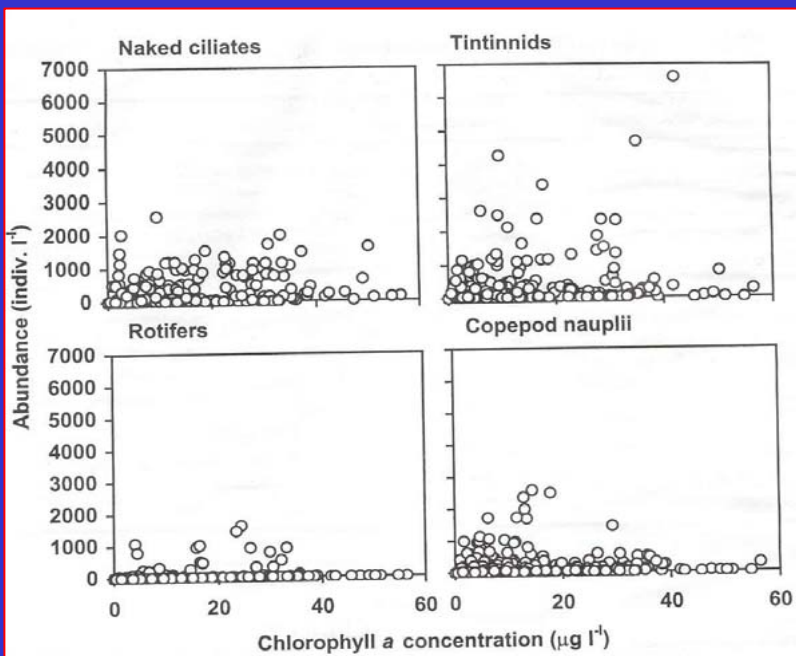 Naked ciliates
Tintinnids
7000
6000
5000
4000
3000
2000
1000
0
Rotifers
Copepod nauplii
7000
6000
5000
4000
3000
2000
1000
0
Abundance (indiv. l⁻¹)
0 20 40 60
0 20 40 60
Chlorophyll a concentration (µg l⁻¹)